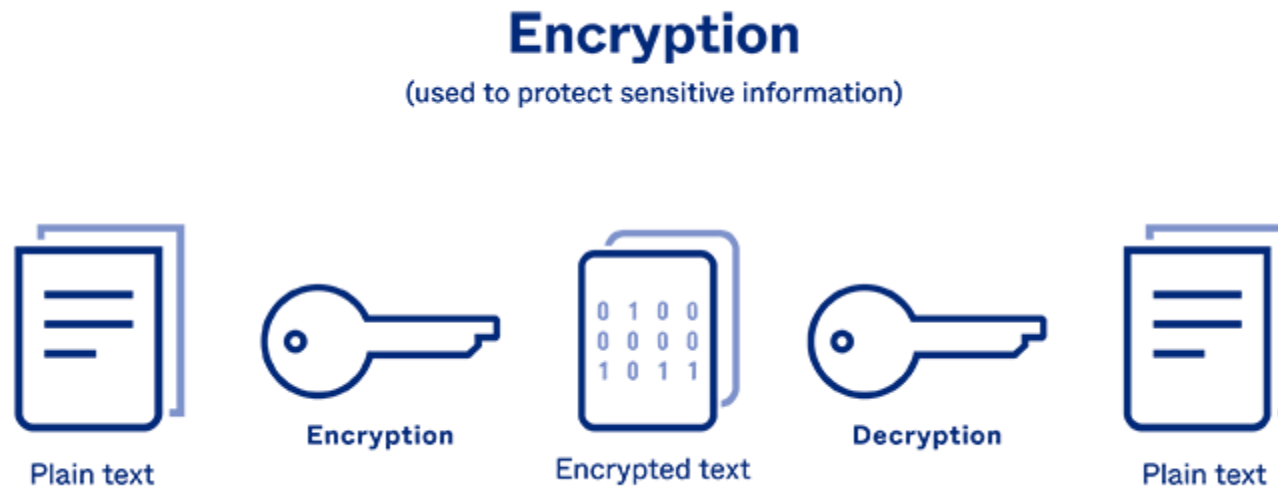 Encryption
(used to protect sensitive information)
0 1 0 0
0 0 0 0
1 0 1 1
Encryption
Decryption
Plain text
Encrypted text
Plain text